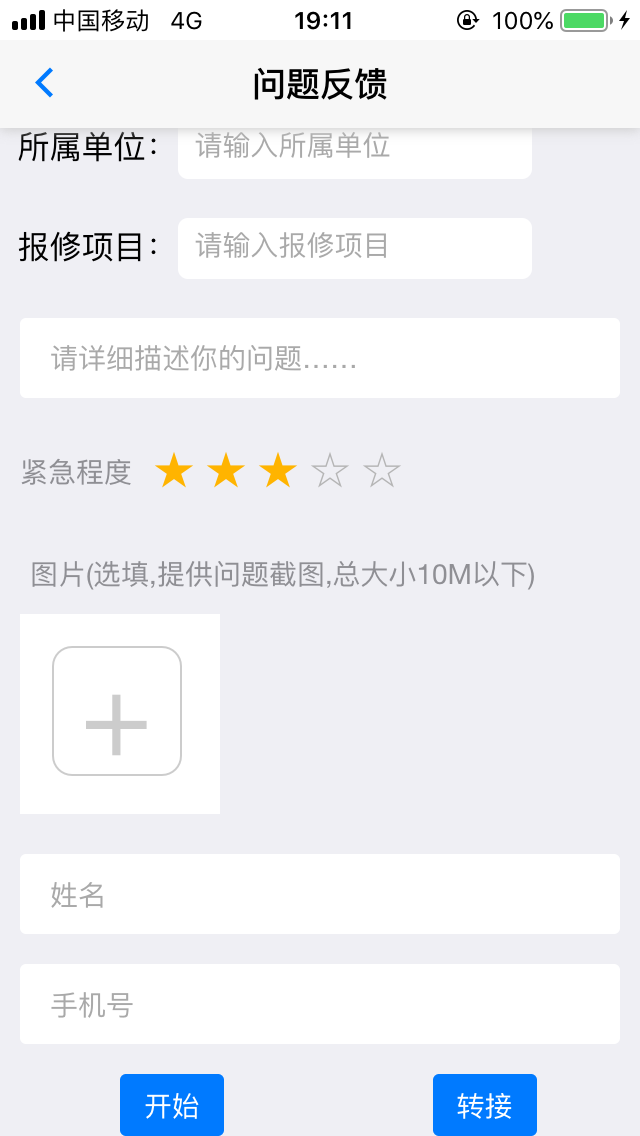 中国移动 4G 19:11 100%
问题反馈
所属单位: 请输入所属单位
报修项目: 请输入报修项目
请详细描述你的问题……
紧急程度 ★★★☆☆
图片(选填,提供问题截图,总大小10M以下)
姓名
手机号
开始 转接